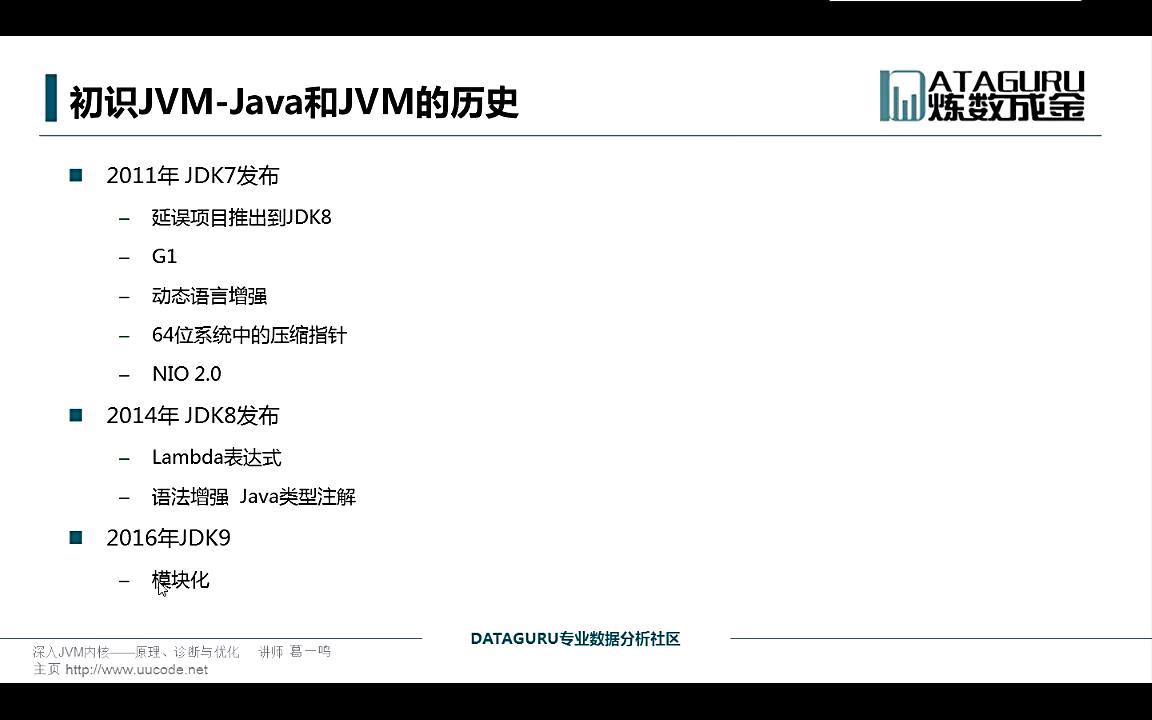 初识JVM-Java和JVM的历史
DATAGURU
炼数成金
■ 2011年 JDK7发布
– 延误项目推出到JDK8
– G1
– 动态语言增强
– 64位系统中的压缩指针
– NIO 2.0
■ 2014年 JDK8发布
– Lambda表达式
– 语法增强 Java类型注解
■ 2016年JDK9
– 模块化
DATAGURU专业数据分析社区
深入JVM内核——原理、诊断与优化 讲师 葛一鸣
主页 http://www.uucode.net